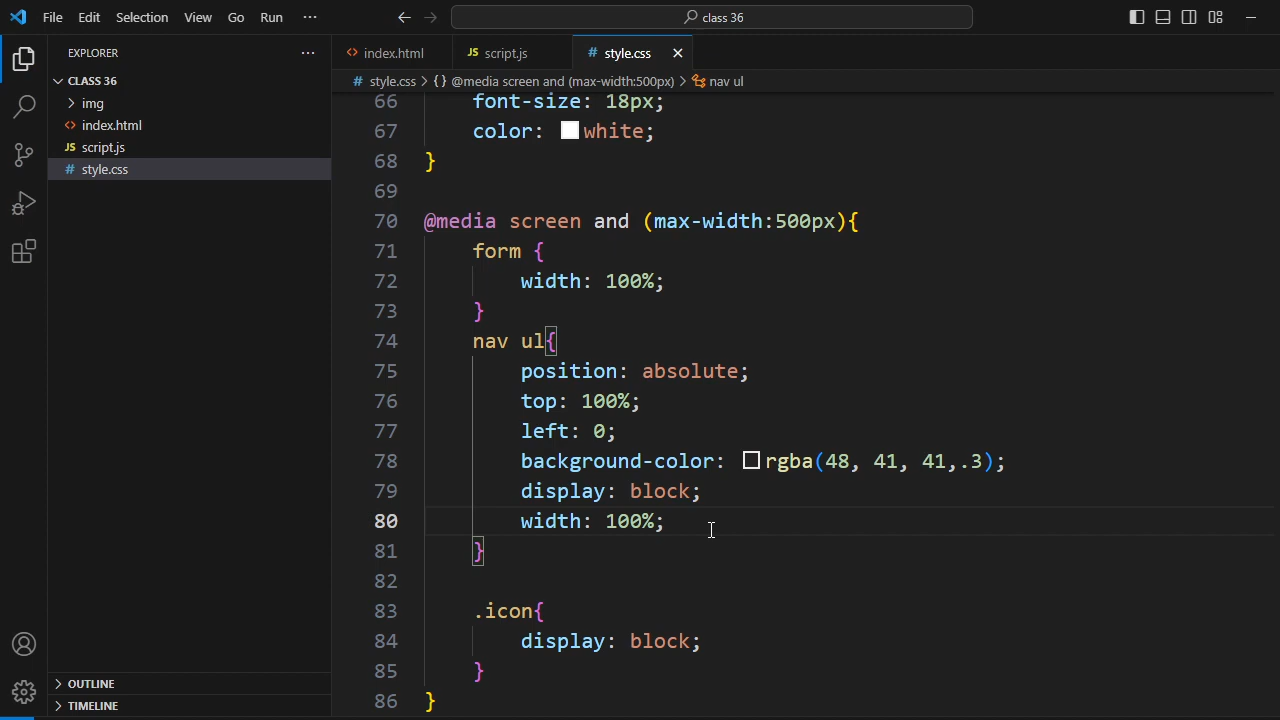 File Edit Selection View Go Run ··· class 36
EXPLORER ···
CLASS 36
img
index.html
JS script.js
# style.css
OUTLINE
TIMELINE
index.html JS script.js # style.css
# style.css > {} @media screen and (max-width:500px) > nav ul
66 font-size: 18px;
67 color: white;
68 }
69
70 @media screen and (max-width:500px){
71 form {
72 width: 100%;
73 }
74 nav ul{
75 position: absolute;
76 top: 100%;
77 left: 0;
78 background-color: rgba(48, 41, 41,.3);
79 display: block;
80 width: 100%;
81 }
82
83 .icon{
84 display: block;
85 }
86 }